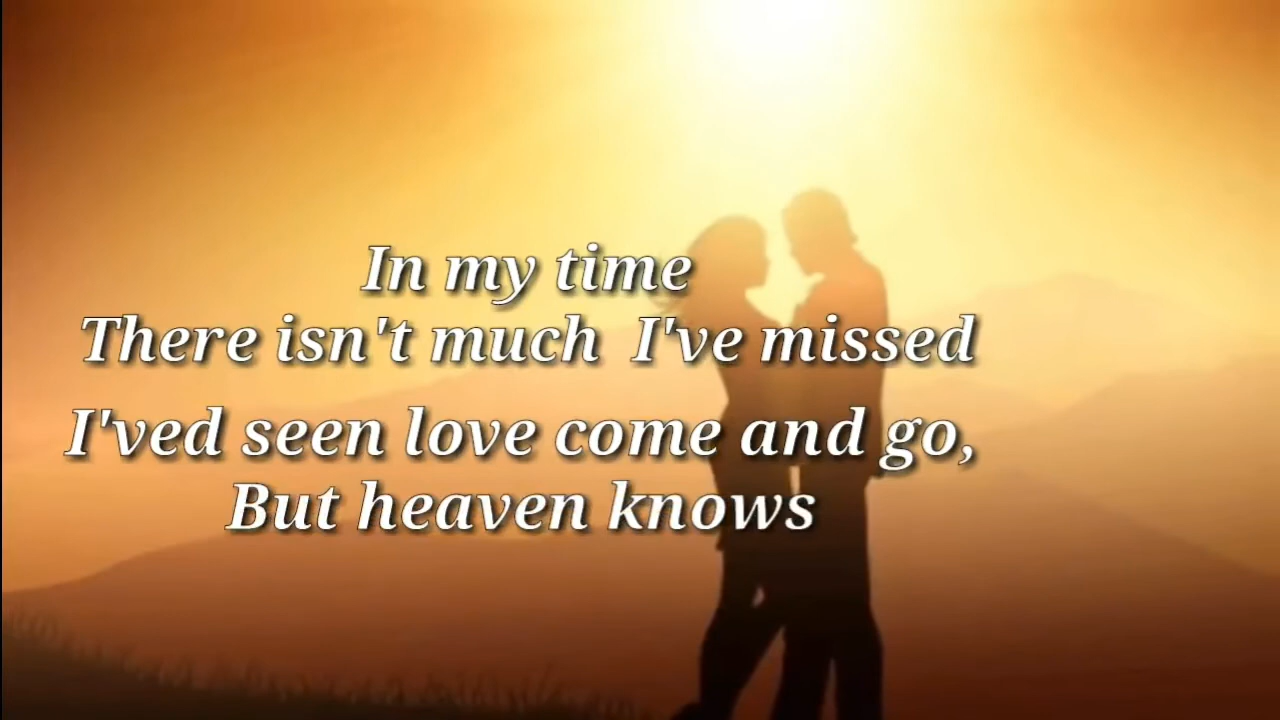 In my time
There isn't much  I've missed
I'ved seen love come and go,
But heaven knows